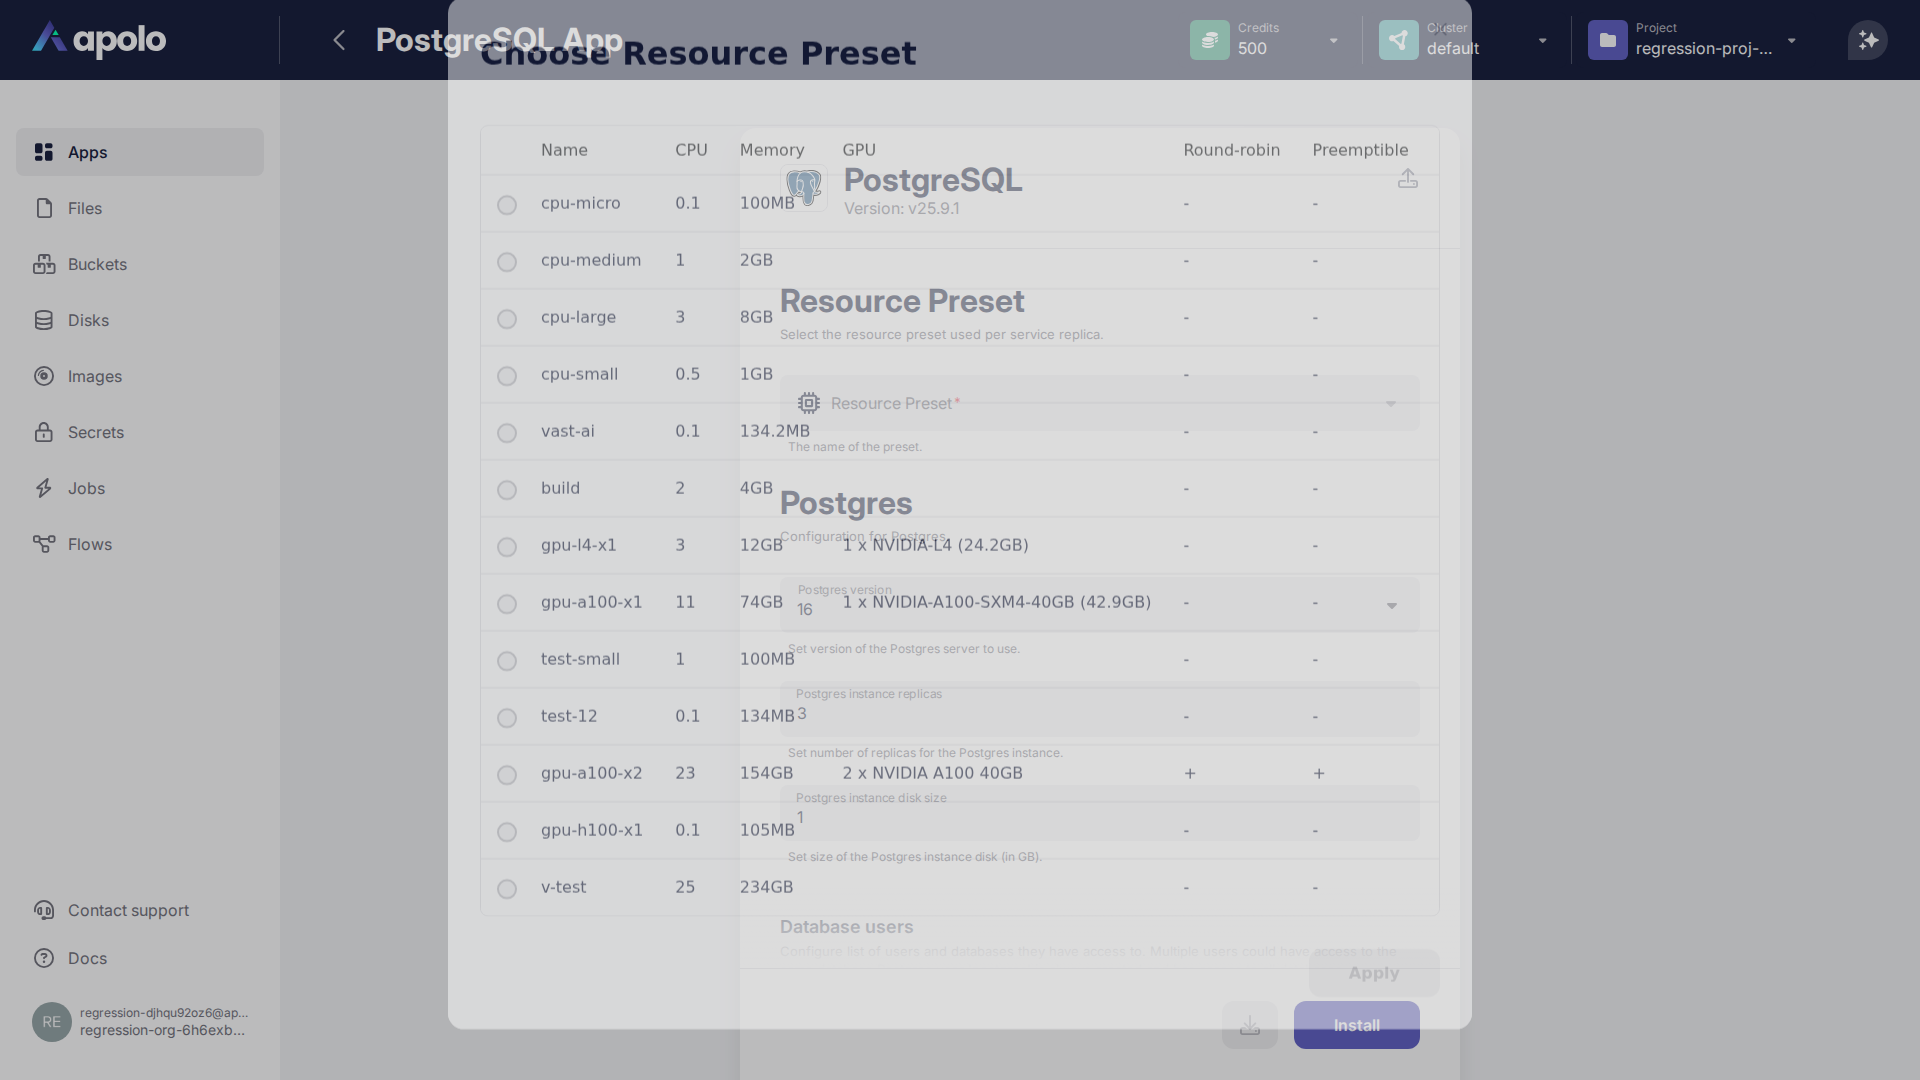 apolo
PostgreSQL App
Credits
500
Cluster
default
Project
regression-proj-...
Apps
Files
Buckets
Disks
Images
Secrets
Jobs
Flows
Contact support
Docs
RE
regression-djhqu92oz6@ap...
regression-org-6h6exb...
Choose Resource Preset
Name CPU Memory GPU Round-robin Preemptible
cpu-micro 0.1 100MB - -
cpu-medium 1 2GB - -
cpu-large 3 8GB - -
cpu-small 0.5 1GB - -
vast-ai 0.1 134.2MB - -
build 2 4GB - -
gpu-l4-x1 3 12GB 1 x NVIDIA-L4 (24.2GB) - -
gpu-a100-x1 11 74GB 1 x NVIDIA-A100-SXM4-40GB (42.9GB) - -
test-small 1 100MB - -
test-12 0.1 134MB - -
gpu-a100-x2 23 154GB 2 x NVIDIA A100 40GB + +
gpu-h100-x1 0.1 105MB - -
v-test 25 234GB - -
Apply
PostgreSQL
Version: v25.9.1
Resource Preset
Select the resource preset used per service replica.
Resource Preset*
The name of the preset.
Postgres
Configuration for Postgres
Postgres version
16
Set version of the Postgres server to use.
Postgres instance replicas
3
Set number of replicas for the Postgres instance.
Postgres instance disk size
1
Set size of the Postgres instance disk (in GB).
Database users
Configure list of users and databases they have access to. Multiple users could have access to the
Install